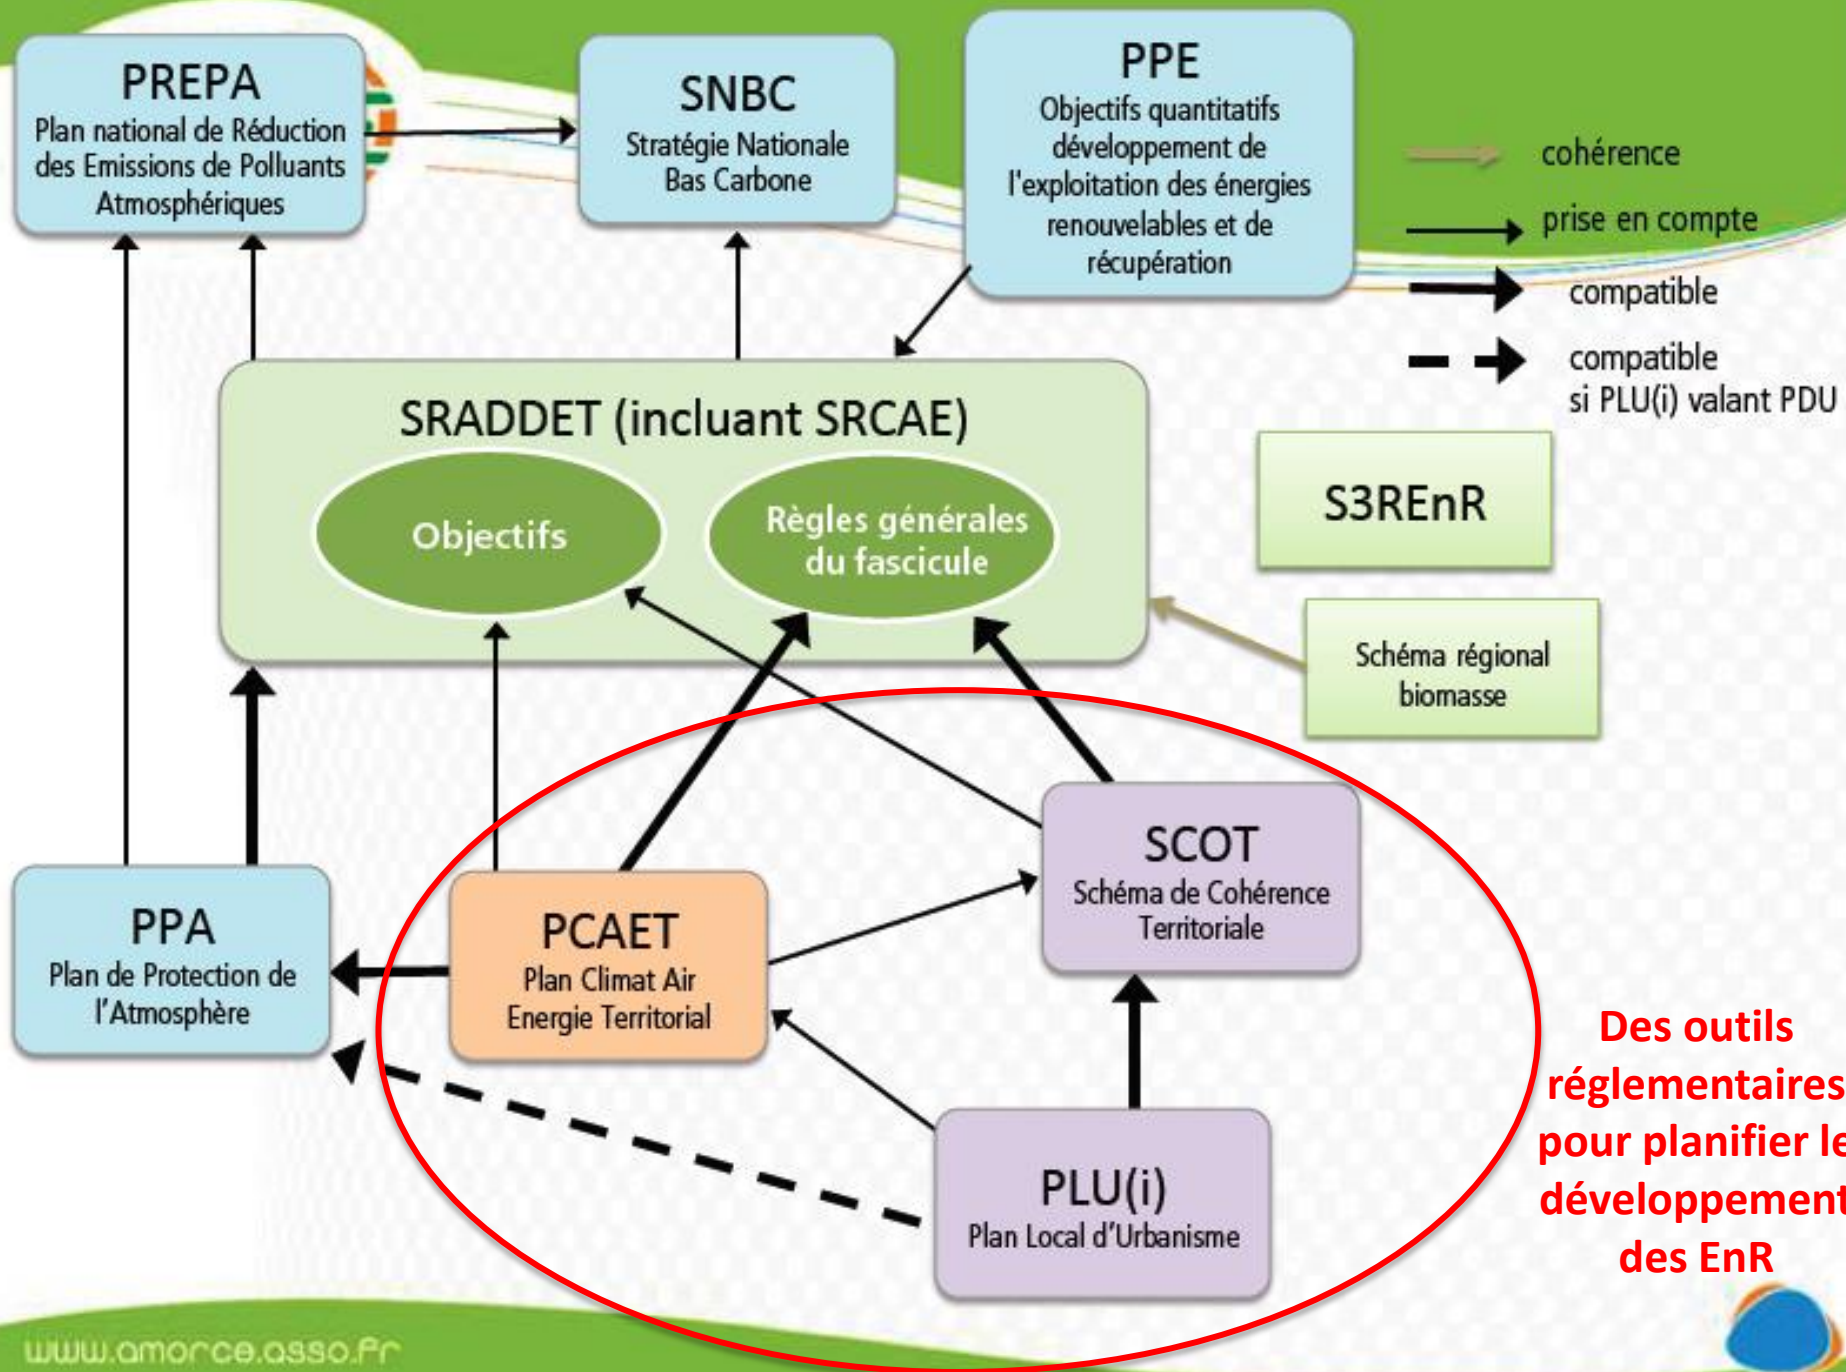 PREPA
Plan national de Réduction
des Emissions de Polluants
Atmosphériques
SNBC
Stratégie Nationale
Bas Carbone
PPE
Objectifs quantitatifs
développement de
l'exploitation des énergies
renouvelables et de
récupération
cohérence
prise en compte
compatible
compatible
si PLU(i) valant PDU
SRADDET (incluant SRCAE)
Objectifs
Règles générales
du fascicule
S3REnR
Schéma régional
biomasse
SCOT
Schéma de Cohérence
Territoriale
PPA
Plan de Protection de
l'Atmosphère
PCAET
Plan Climat Air
Energie Territorial
PLU(i)
Plan Local d'Urbanisme
Des outils
réglementaires
pour planifier le
développement
des EnR
www.amorce.asso.fr